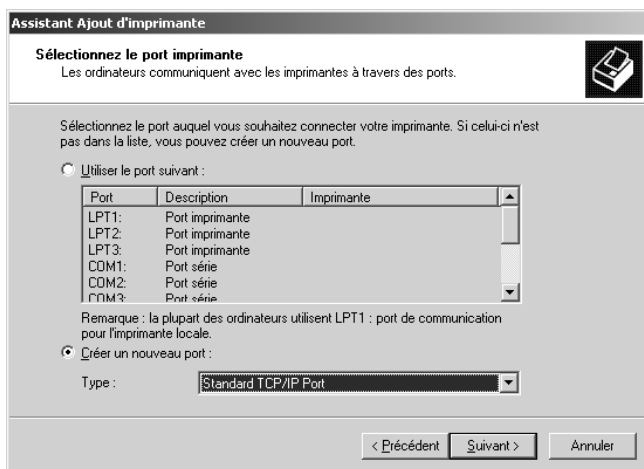 Assistant Ajout d'imprimante
Sélectionnez le port imprimante
Les ordinateurs communiquent avec les imprimantes à travers des ports.
Sélectionnez le port auquel vous souhaitez connecter votre imprimante. Si celui-ci n'est
pas dans la liste, vous pouvez créer un nouveau port.
Utiliser le port suivant :
Port Description Imprimante
LPT1: Port imprimante
LPT2: Port imprimante
LPT3: Port imprimante
COM1: Port série
COM2: Port série
COM3: Port série
Remarque : la plupart des ordinateurs utilisent LPT1 : port de communication
pour l'imprimante locale.
Créer un nouveau port :
Type : Standard TCP/IP Port
< Précédent Suivant > Annuler